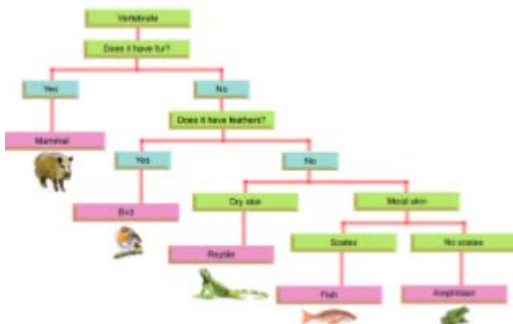 Vertebrate
Does it have fur?
Yes
No
Does it have feathers?
Mammal
Yes
No
Bird
Dry skin
Moist skin
Reptile
Scales
No scales
Fish
Amphibian